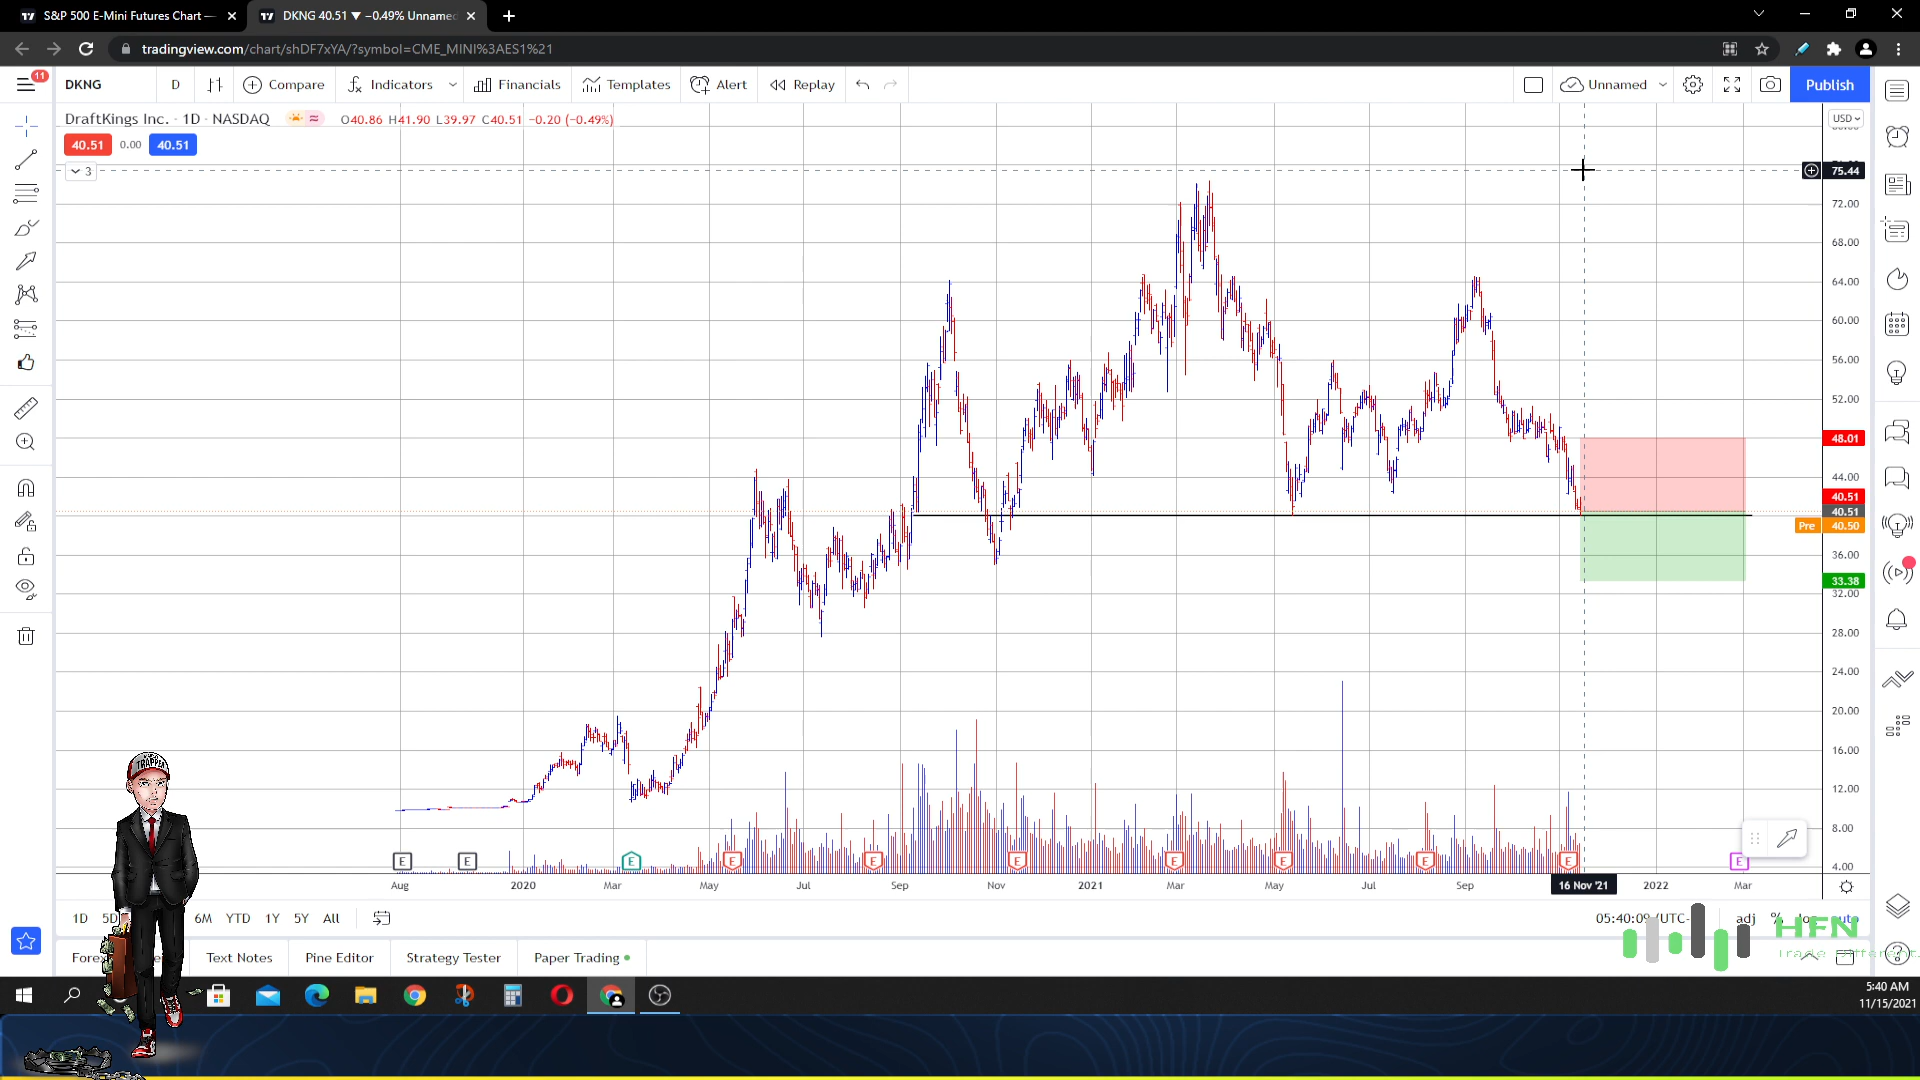 S&P 500 E-Mini Futures Chart —
DKNG 40.51 ▼ −0.49% Unnamed
tradingview.com/chart/shDF7xYA/?symbol=CME_MINI%3AES1%21
11
DKNG
D
Compare
Indicators
Financials
Templates
Alert
Replay
Unnamed
Publish
DraftKings Inc. · 1D · NASDAQ
O40.86 H41.90 L39.97 C40.51 −0.20 (−0.49%)
USD
40.51
0.00
40.51
3
75.44
72.00
68.00
64.00
60.00
56.00
52.00
48.01
44.00
40.51
40.51
Pre 40.50
36.00
33.38
32.00
28.00
24.00
20.00
16.00
12.00
8.00
4.00
TRAPPER
E E E E E E E E E E E E
Aug 2020 Mar May Jul Sep Nov 2021 Mar May Jul Sep 16 Nov '21 2022 Mar
1D 5D 6M YTD 1Y 5Y All
05:40:09 (UTC-
adj % log auto
HFN
Trade Different.
Text Notes
Pine Editor
Strategy Tester
Paper Trading
5:40 AM
11/15/2021